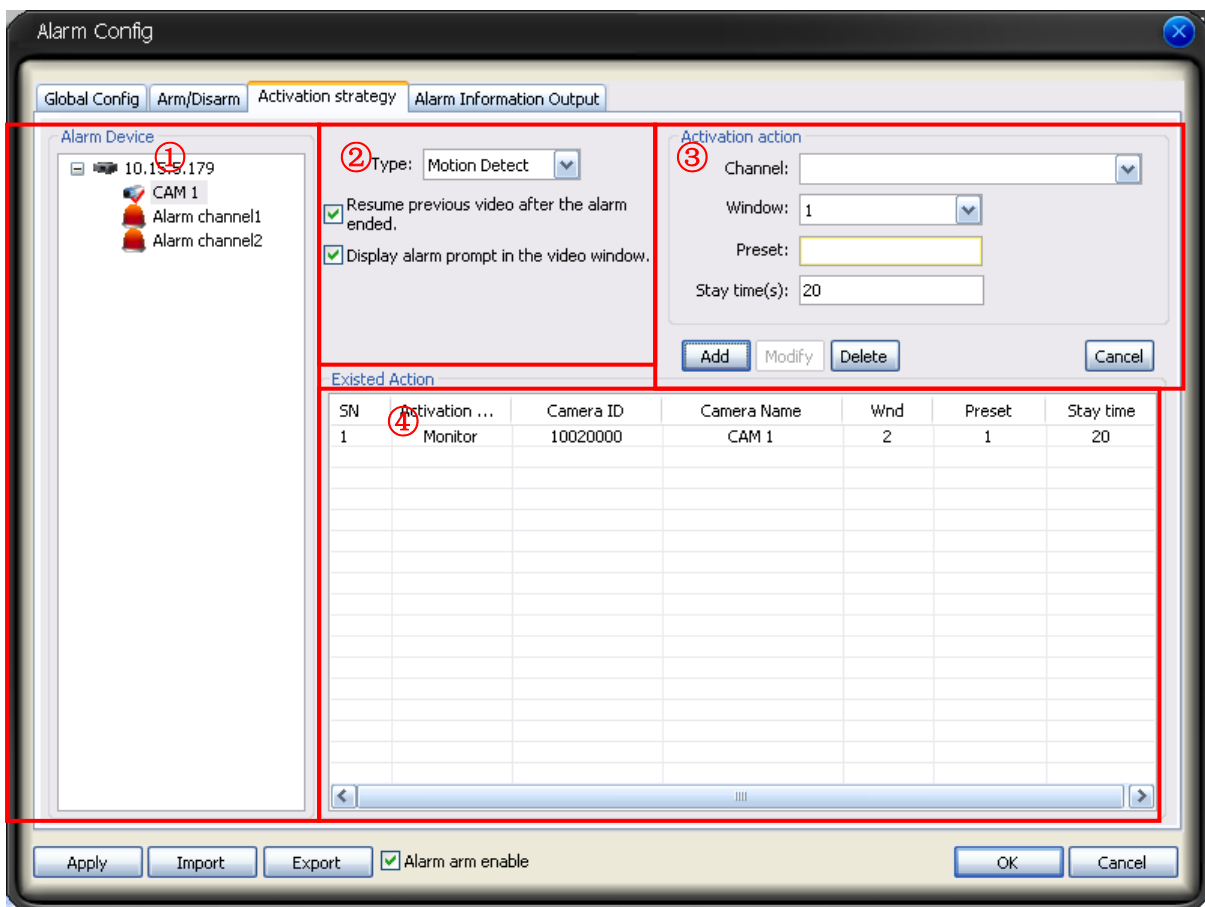 Alarm Config
Global Config Arm/Disarm Activation strategy Alarm Information Output
Alarm Device
①
10.15.5.179
CAM 1
Alarm channel1
Alarm channel2
②
Type: Motion Detect
Resume previous video after the alarm
ended.
Display alarm prompt in the video window.
Activation action
③
Channel:
Window: 1
Preset:
Stay time(s): 20
Add Modify Delete Cancel
Existed Action
④
SN Activation ... Camera ID Camera Name Wnd Preset Stay time
1 Monitor 10020000 CAM 1 2 1 20
Apply Import Export Alarm arm enable OK Cancel